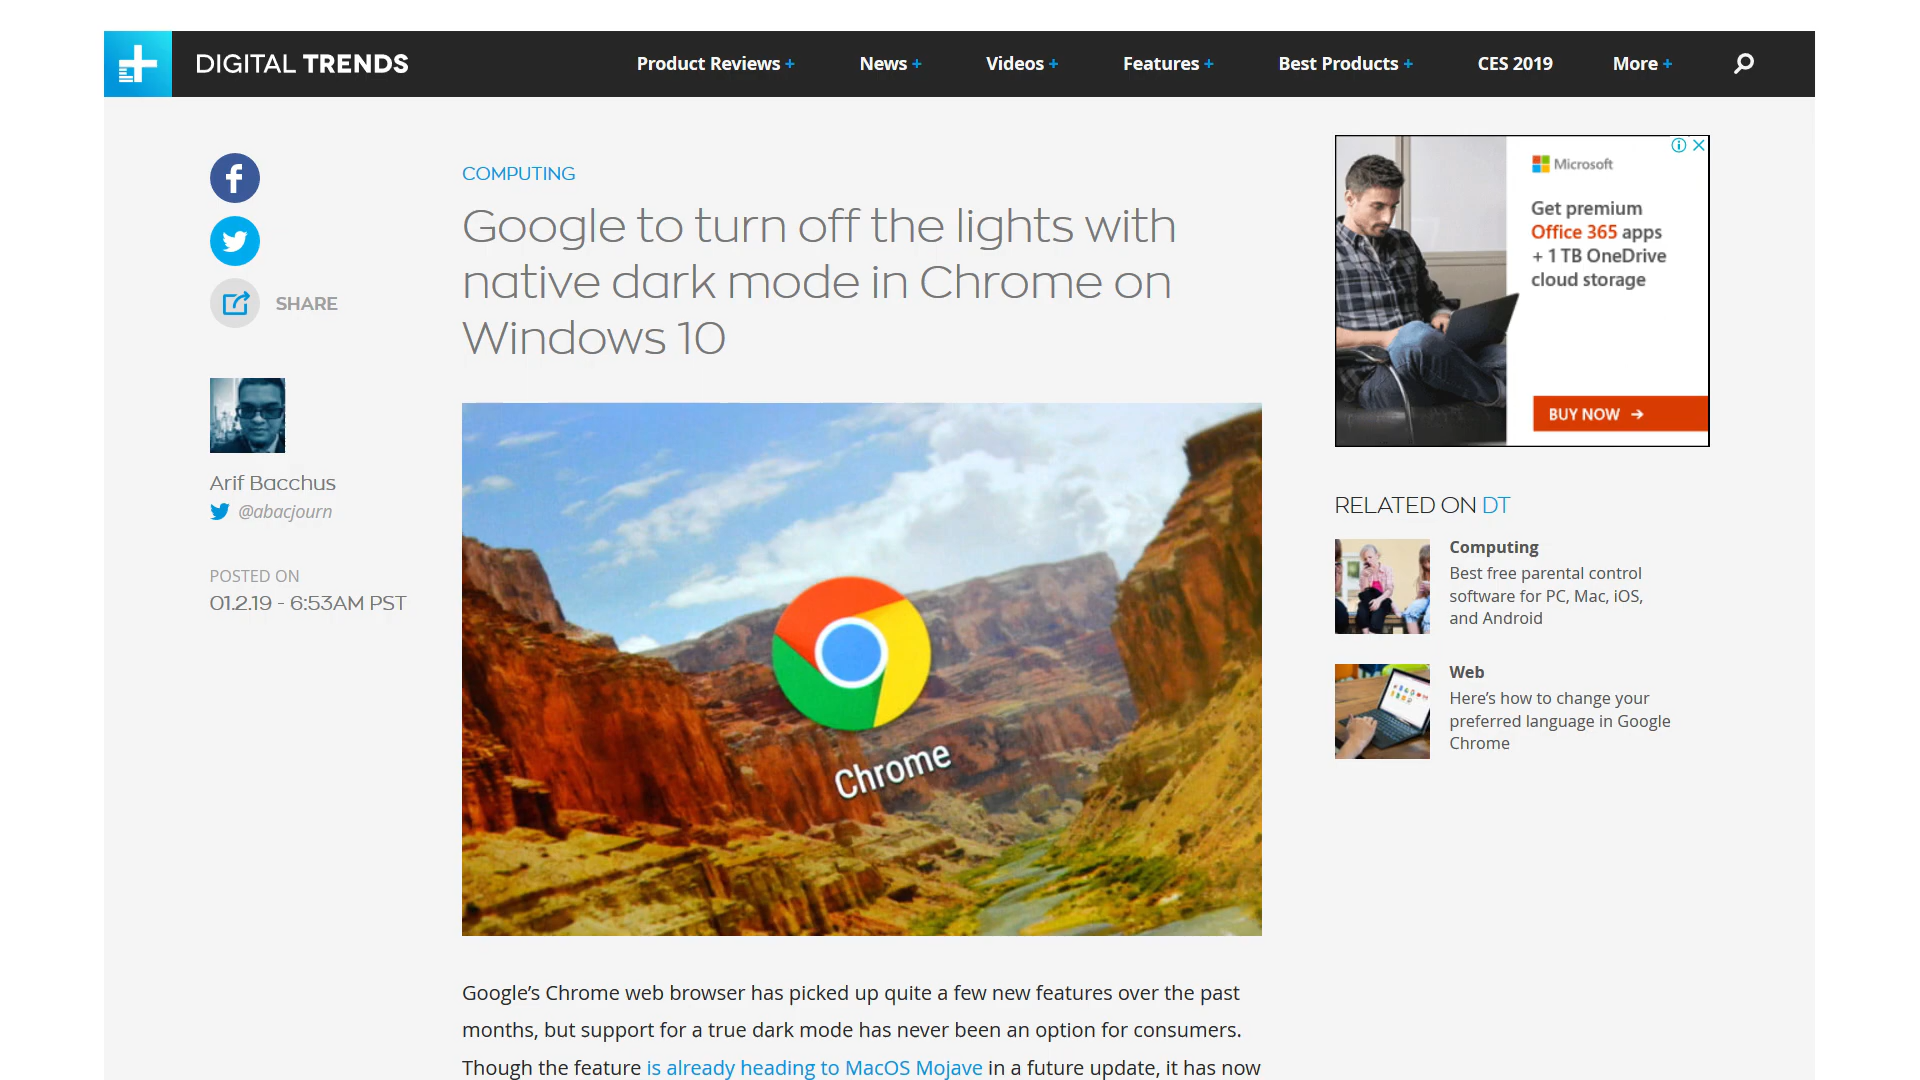 DIGITAL TRENDS
Product Reviews +
News +
Videos +
Features +
Best Products +
CES 2019
More +
SHARE
Arif Bacchus
@abacjourn
POSTED ON
01.2.19 - 6:53AM PST
COMPUTING
Google to turn off the lights with
native dark mode in Chrome on
Windows 10
Chrome
Google’s Chrome web browser has picked up quite a few new features over the past
months, but support for a true dark mode has never been an option for consumers.
Though the feature is already heading to MacOS Mojave in a future update, it has now
Microsoft
Get premium
Office 365 apps
+ 1 TB OneDrive
cloud storage
BUY NOW →
RELATED ON DT
Computing
Best free parental control
software for PC, Mac, iOS,
and Android
Web
Here’s how to change your
preferred language in Google
Chrome